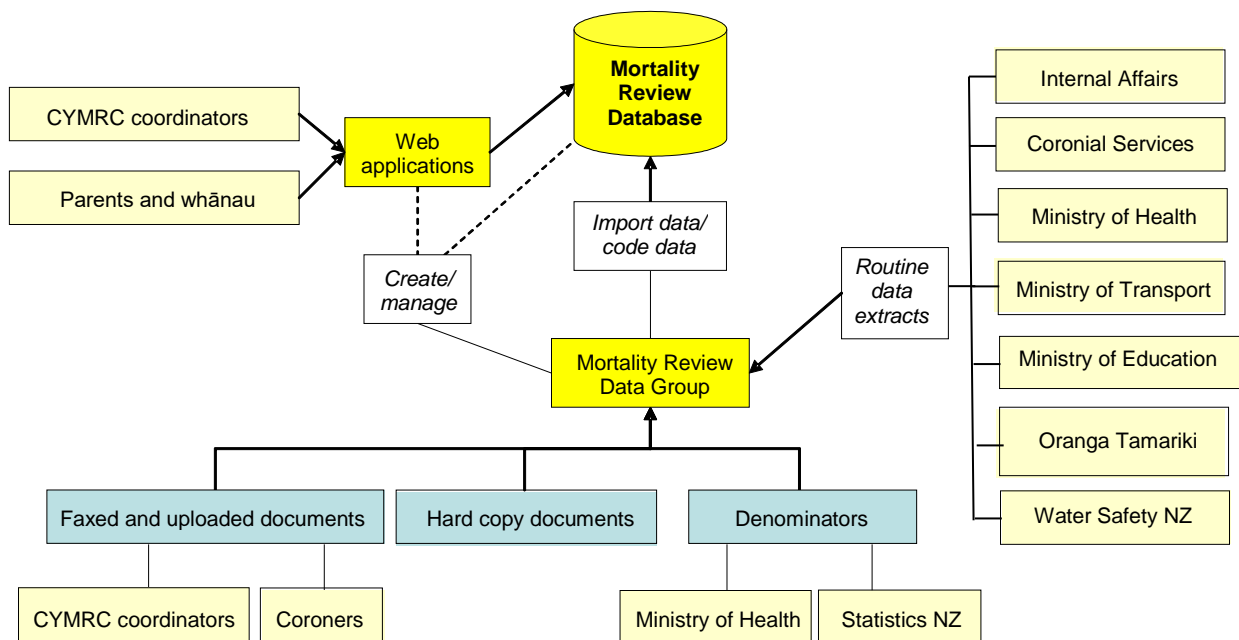 Mortality
Review
Database
CYMRC coordinators
Parents and whānau
Web
applications
Create/
manage
Import data/
code data
Mortality Review
Data Group
Routine
data
extracts
Internal Affairs
Coronial Services
Ministry of Health
Ministry of Transport
Ministry of Education
Oranga Tamariki
Water Safety NZ
Faxed and uploaded documents
Hard copy documents
Denominators
CYMRC coordinators
Coroners
Ministry of Health
Statistics NZ